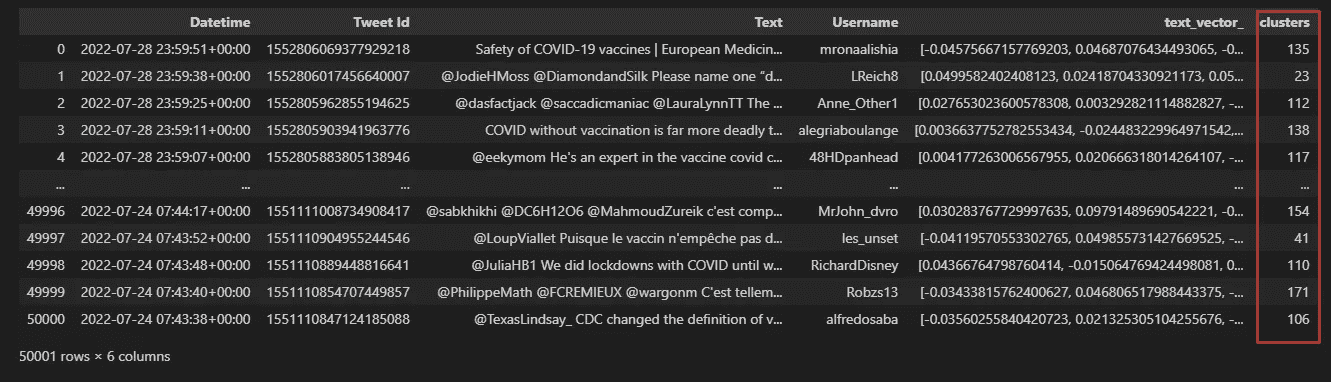 Datetime Tweet Id Text Username text_vector_ clusters
0 2022-07-28 23:59:51+00:00 1552806069377929218 Safety of COVID-19 vaccines | European Medicin... mronaalishia [-0.04575667157769203, 0.04687076434493065, -0... 135
1 2022-07-28 23:59:38+00:00 1552806017456640007 @JodieHMoss @DiamondandSilk Please name one “d... LReich8 [0.0499582402408123, 0.02418704330921173, 0.05... 23
2 2022-07-28 23:59:25+00:00 1552805962855194625 @dasfactjack @saccadicmaniac @LauraLynnTT The ... Anne_Other1 [0.027653023600578308, 0.003292821114882827, -... 112
3 2022-07-28 23:59:11+00:00 1552805903941963776 COVID without vaccination is far more deadly t... alegriaboulange [0.0036637752782553434, -0.024483229964971542,... 138
4 2022-07-28 23:59:07+00:00 1552805883805138946 @eekymom He's an expert in the vaccine covid c... 48HDpanhead [0.004177263006567955, 0.020666318014264107, -... 117
... ... ... ... ... ... ...
49996 2022-07-24 07:44:17+00:00 1551111008734908417 @sabkhikhi @DC6H12O6 @MahmoudZureik c'est comp... MrJohn_dvro [0.030283767729997635, 0.09791489690542221, -0... 154
49997 2022-07-24 07:43:52+00:00 1551110904955244546 @LoupViallet Puisque le vaccin n'empêche pas d... les_unset [-0.04119570553302765, 0.049855731427669525, -... 41
49998 2022-07-24 07:43:48+00:00 1551110889448816641 @JuliaHB1 We did lockdowns with COVID until w... RichardDisney [0.04366764798760414, -0.015064769424498081, 0... 110
49999 2022-07-24 07:43:40+00:00 1551110854707449857 @PhilippeMath @FCREMIEUX @wargonm C'est tellem... Robzs13 [-0.03433815762400627, 0.046806517988443375, -... 171
50000 2022-07-24 07:43:38+00:00 1551110847124185088 @TexasLindsay_ CDC changed the definition of v... alfredosaba [-0.03560255840420723, 0.021325305104255676, -... 106
50001 rows × 6 columns